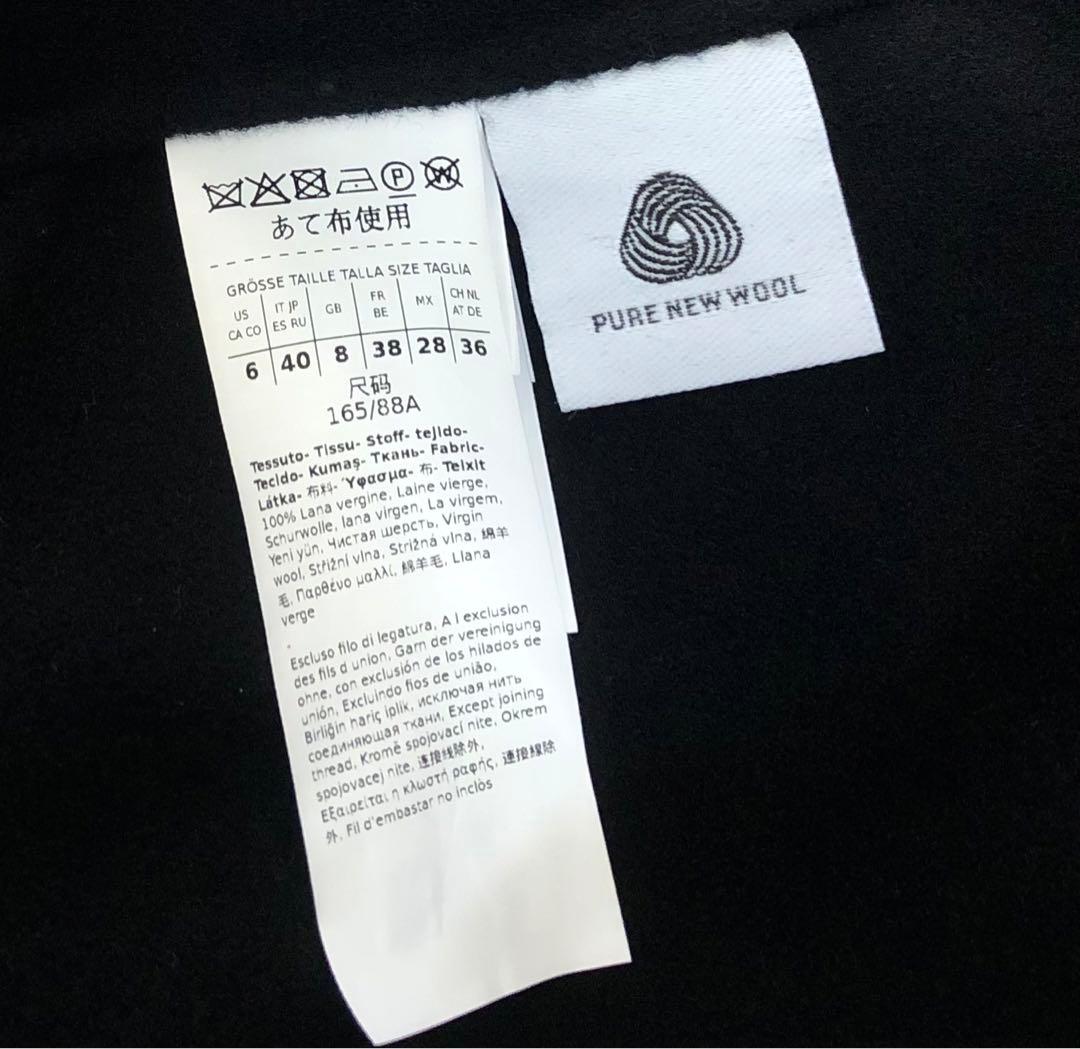 P W
あて布使用
GRÖSSE TAILLE TALLA SIZE TAGLIA
US IT JP GB FR MX CH NL
CA CO ES RU BE AT DE
6 40 8 38 28 36
尺码
165/88A
Tessuto- Tissu- Stoff- tejido-
Tecido- Kumaş- Ткань- Fabric-
Látka- 布料- Ύφασμα- 布- Teixit
100% Lana vergine, Laine vierge,
Schurwolle, lana virgen, La virgem,
Yeni yün, Чистая шерсть, Virgin
wool, Střižní vlna, Strižná vlna, 綿羊
毛, Παρθένο μαλλί, 綿羊毛, Llana
verge
Escluso filo di legatura, A l exclusion
des fils d union, Garn der vereinigung
ohne, con exclusión de los hilados de
unión, Excluindo fios de união,
Birliğin hariç iplik, исключая нить
соединяющая ткани, Except joining
thread, Kromě spojovací nite, Okrem
spojovacej nite, 連接线除外,
Εξαιρείται η κλωστή ραφής, 連接線除
外, Fil d'embastar no inclòs
PURE NEW WOOL